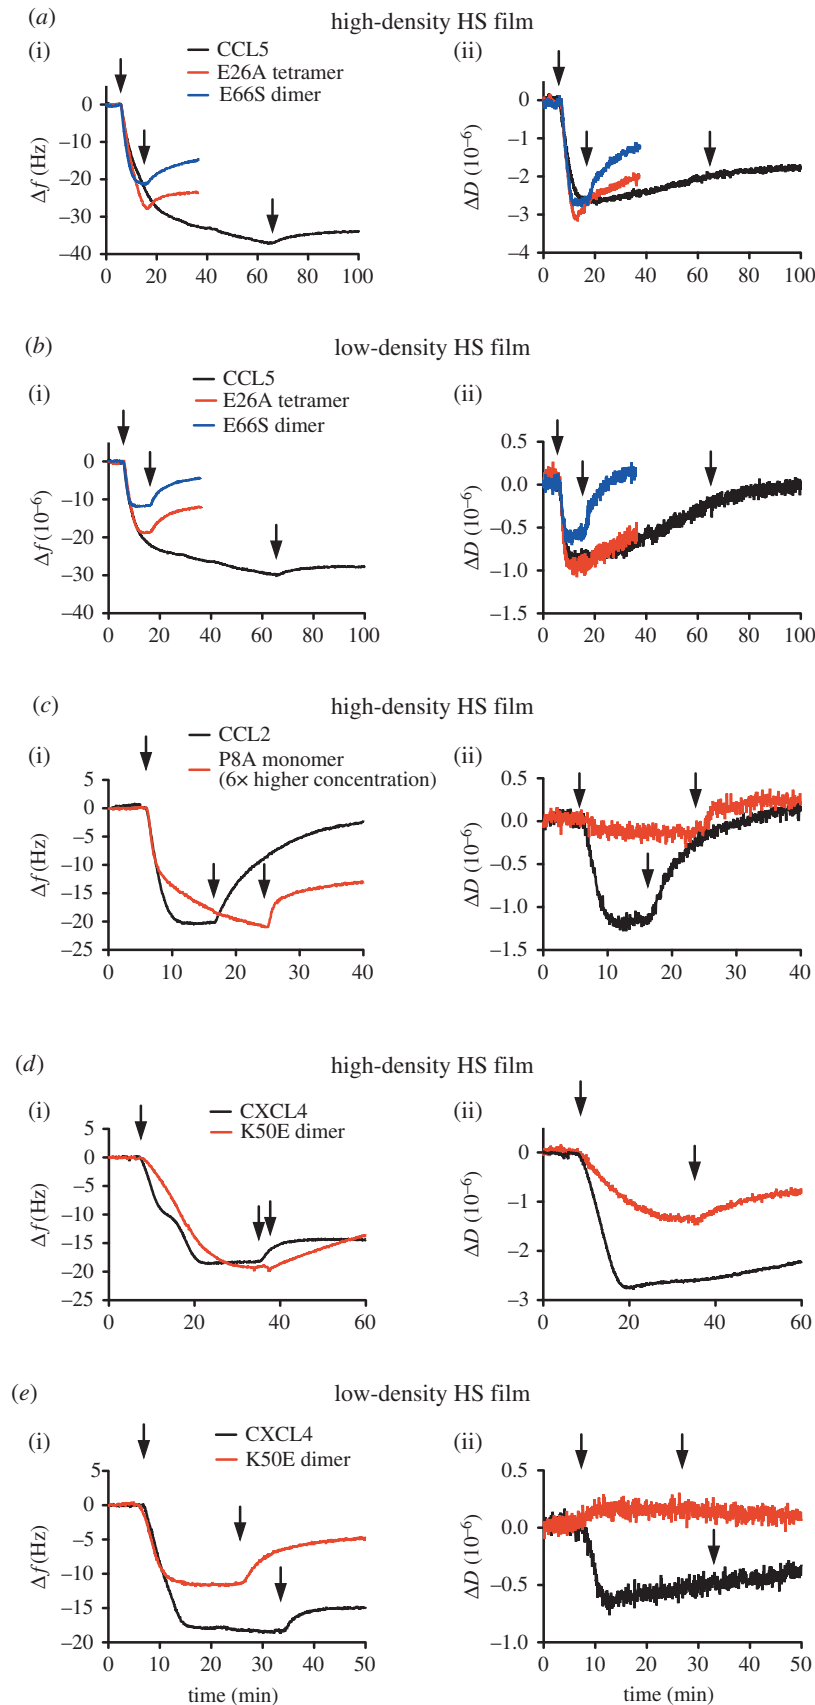 (a) high-density HS film
(i)
CCL5
E26A tetramer
E66S dimer
Δf (Hz)
0
–10
–20
–30
–40
0 20 40 60 80 100
(ii)
ΔD (10–6)
0
–1
–2
–3
–4
0 20 40 60 80 100
(b) low-density HS film
(i)
CCL5
E26A tetramer
E66S dimer
Δf (10–6)
0
–10
–20
–30
–40
0 20 40 60 80 100
(ii)
ΔD (10–6)
0.5
0.0
–0.5
–1.0
–1.5
0 20 40 60 80 100
(c) high-density HS film
(i)
CCL2
P8A monomer
(6× higher concentration)
Δf (Hz)
5
0
–5
–10
–15
–20
–25
0 10 20 30 40
(ii)
ΔD (10–6)
0.5
0.0
–0.5
–1.0
–1.5
0 10 20 30 40
(d) high-density HS film
(i)
CXCL4
K50E dimer
Δf (Hz)
5
0
–5
–10
–15
–20
–25
0 20 40 60
(ii)
ΔD (10–6)
0
–1
–2
–3
0 20 40 60
(e) low-density HS film
(i)
CXCL4
K50E dimer
Δf (Hz)
5
0
–5
–10
–15
–20
0 10 20 30 40 50
time (min)
(ii)
ΔD (10–6)
0.5
0.0
–0.5
–1.0
0 10 20 30 40 50
time (min)